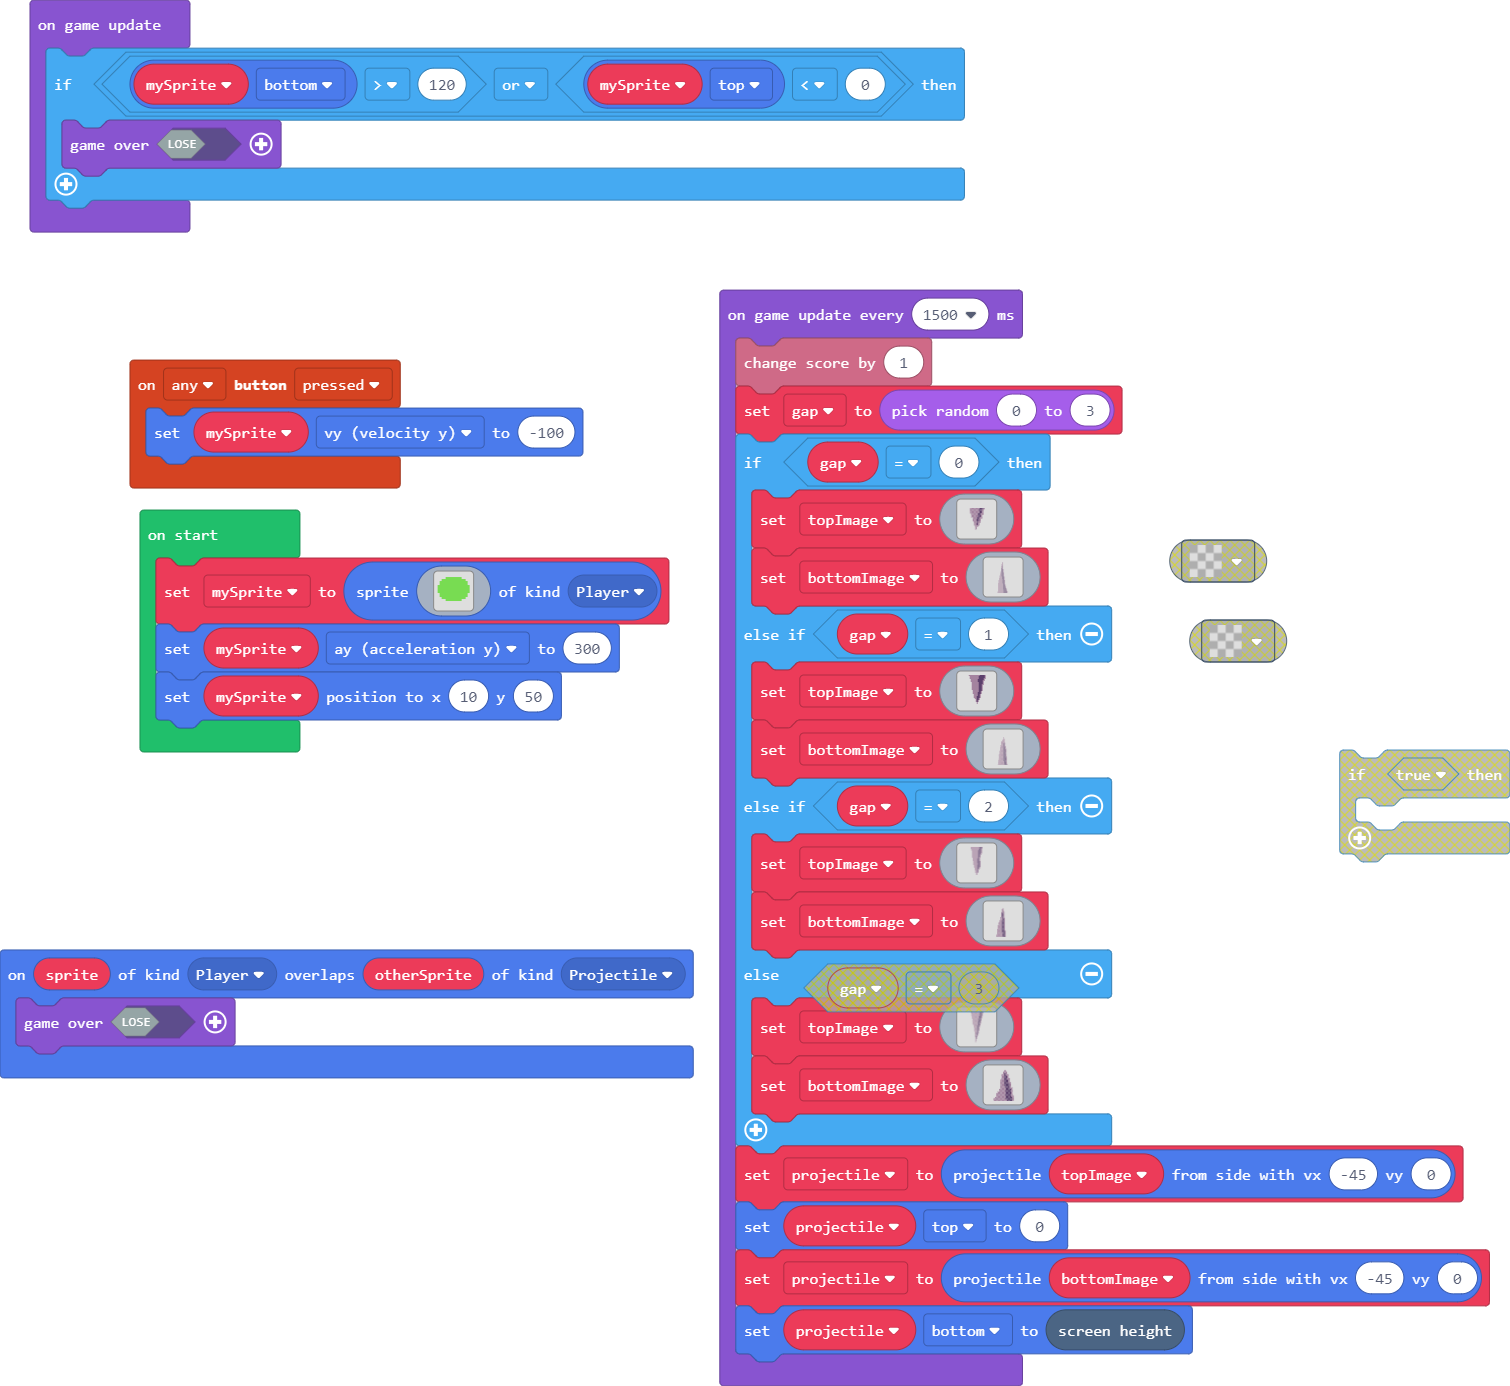 on game update
if mySprite bottom > 120 or mySprite top < 0 then
game over LOSE
on any button pressed
set mySprite vy (velocity y) to -100
on start
set mySprite to sprite of kind Player
set mySprite ay (acceleration y) to 300
set mySprite position to x 10 y 50
on sprite of kind Player overlaps otherSprite of kind Projectile
game over LOSE
on game update every 1500 ms
change score by 1
set gap to pick random 0 to 3
if gap = 0 then
set topImage to
set bottomImage to
else if gap = 1 then
set topImage to
set bottomImage to
else if gap = 2 then
set topImage to
set bottomImage to
else
gap = 3
set topImage to
set bottomImage to
set projectile to projectile topImage from side with vx -45 vy 0
set projectile top to 0
set projectile to projectile bottomImage from side with vx -45 vy 0
set projectile bottom to screen height
if true then